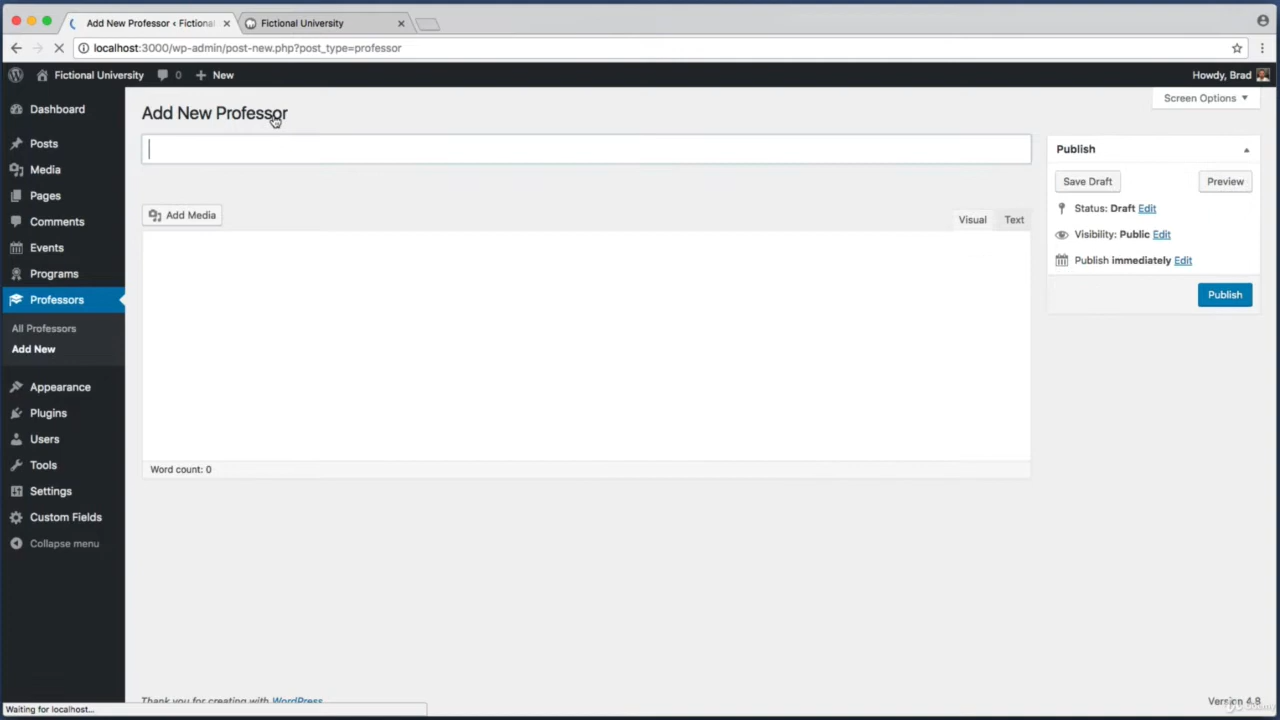 Add New Professor ‹ Fictional
Fictional University
localhost:3000/wp-admin/post-new.php?post_type=professor
Fictional University
0
New
Howdy, Brad
Screen Options
Dashboard
Posts
Media
Pages
Comments
Events
Programs
Professors
All Professors
Add New
Appearance
Plugins
Users
Tools
Settings
Custom Fields
Collapse menu
Add New Professor
Add Media
Visual
Text
Word count: 0
Publish
Save Draft
Preview
Status: Draft Edit
Visibility: Public Edit
Publish immediately Edit
Publish
Thank you for creating with WordPress
Version 4.8
Udemy
Waiting for localhost...